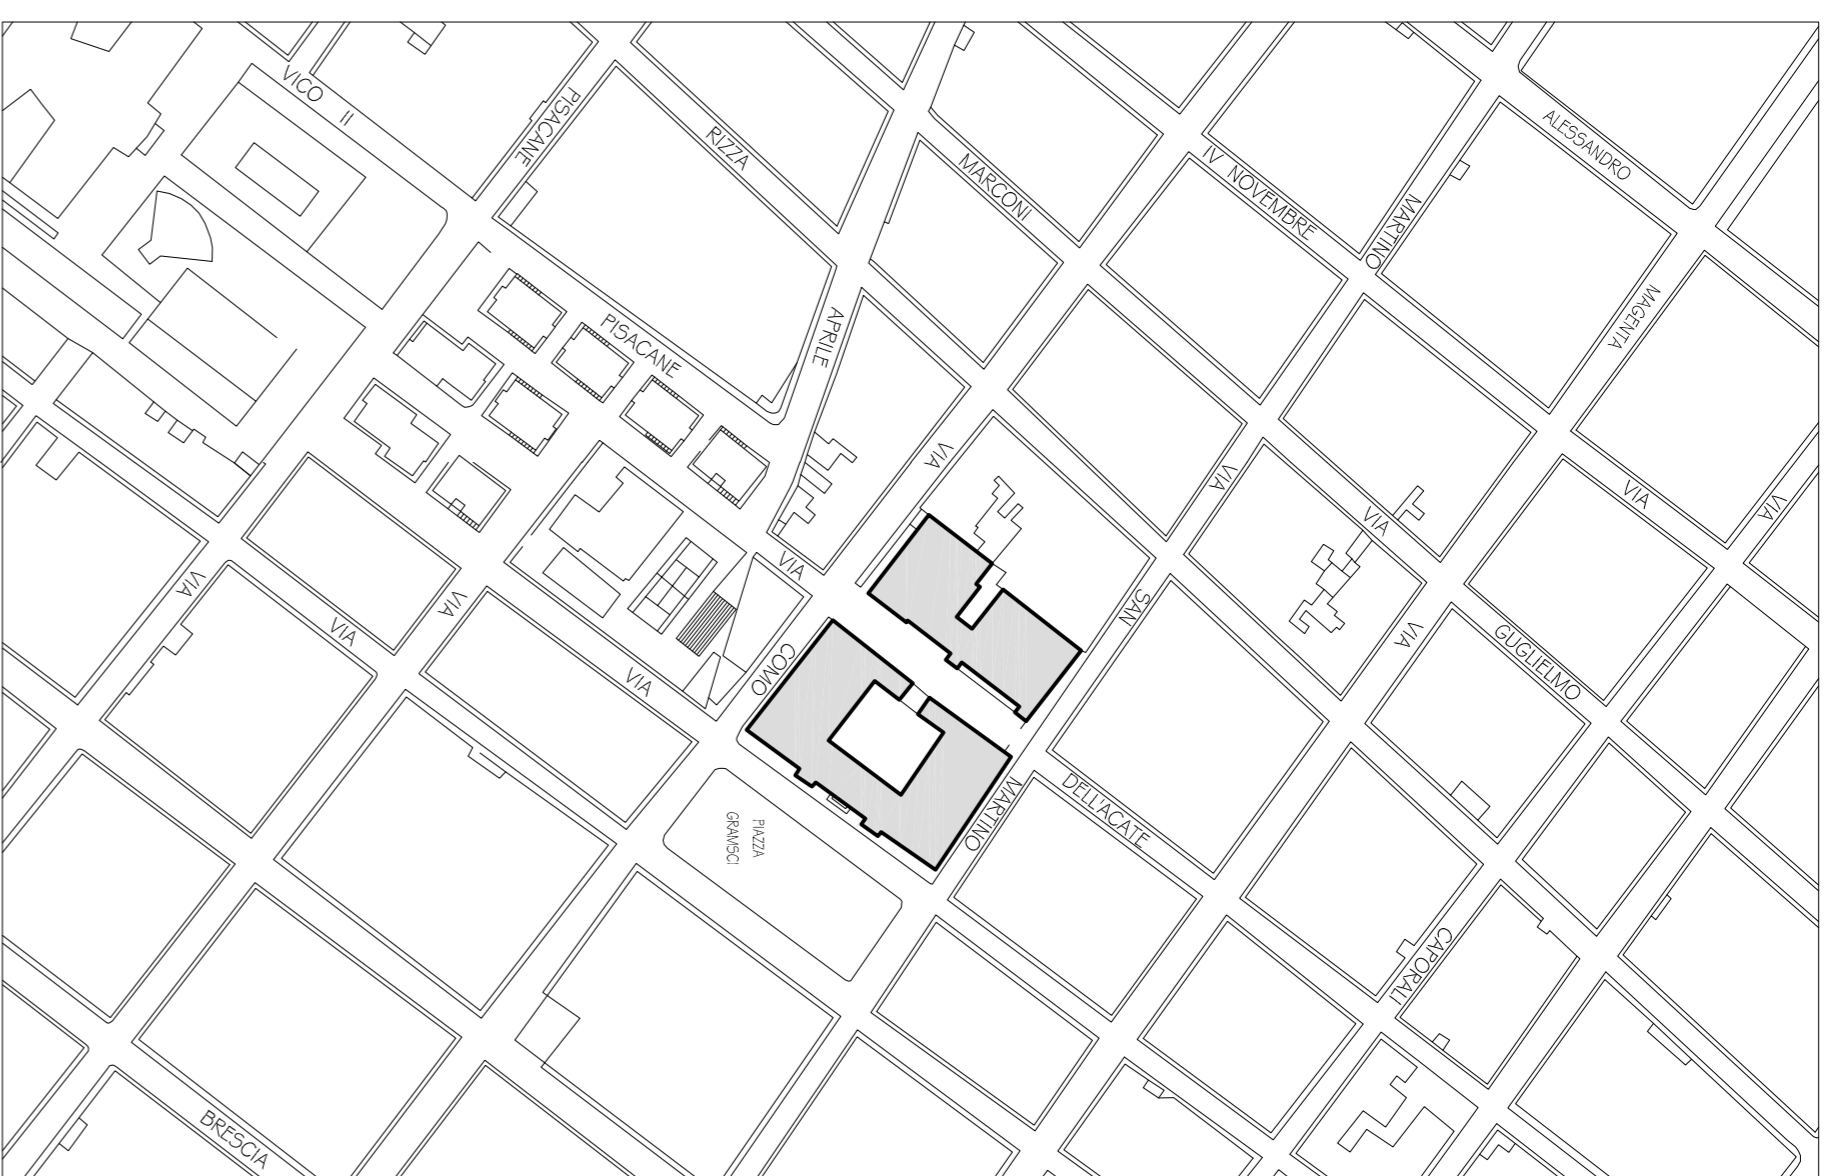 VICO II
PISACANE
RIZZA
MARCONI
IV NOVEMBRE
ALESSANDRO
MARTINO
MAGENTA
APRILE
PISACANE
VIA
VIA
VIA
VIA
VIA
VIA
VIA
VIA
SAN
VIA
GUGLIELMO
VIA
VIA
COMO
PIAZZA
GRAMSCI
MARTINO
DELL'ACATE
CAPORALI
BRESCIA